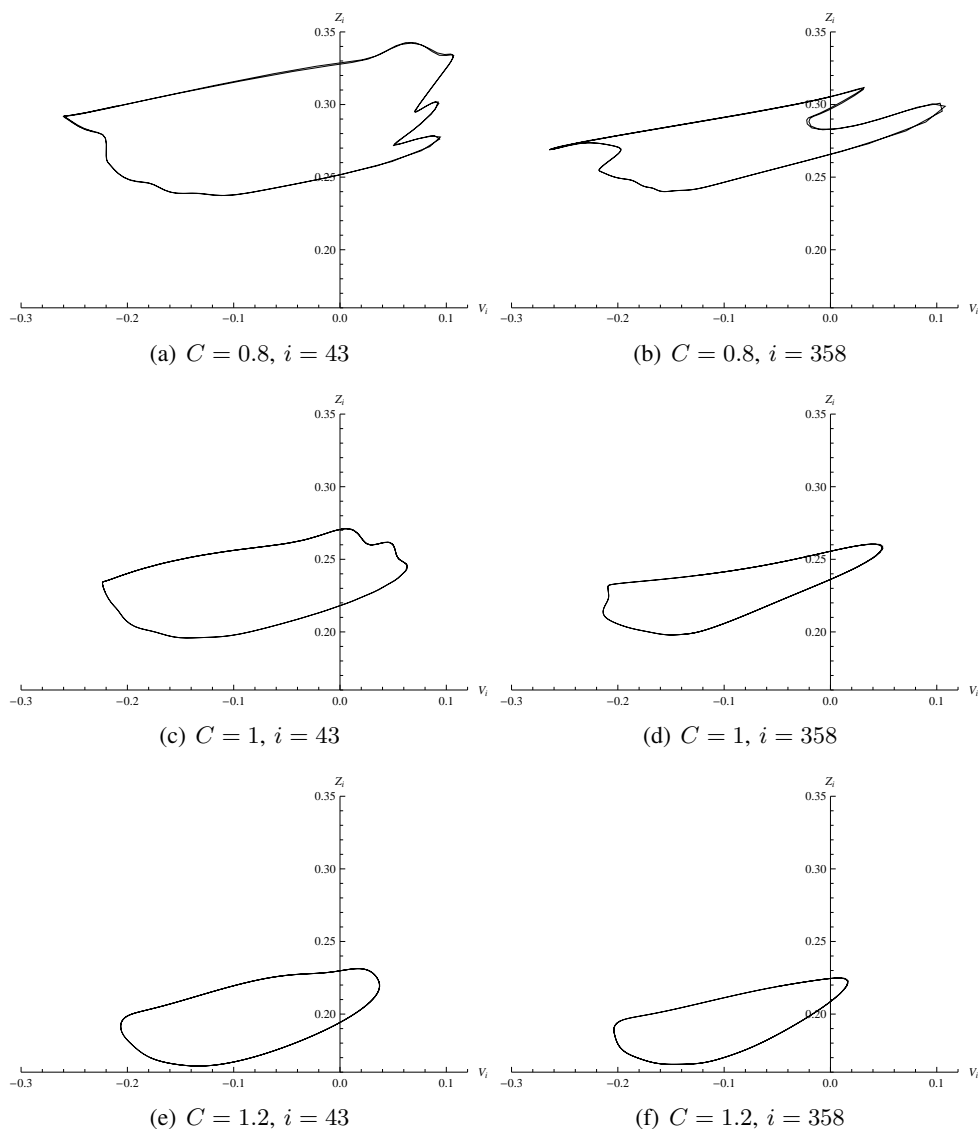 Z_i Z_i
0.35 0.35
0.30 0.30
0.25 0.25
0.20 0.20
−0.3 −0.2 −0.1 0.0 0.1 V_i −0.3 −0.2 −0.1 0.0 0.1 V_i
(a) C = 0.8, i = 43 (b) C = 0.8, i = 358
Z_i Z_i
0.35 0.35
0.30 0.30
0.25 0.25
0.20 0.20
−0.3 −0.2 −0.1 0.0 0.1 V_i −0.3 −0.2 −0.1 0.0 0.1 V_i
(c) C = 1, i = 43 (d) C = 1, i = 358
Z_i Z_i
0.35 0.35
0.30 0.30
0.25 0.25
0.20 0.20
−0.3 −0.2 −0.1 0.0 0.1 V_i −0.3 −0.2 −0.1 0.0 0.1 V_i
(e) C = 1.2, i = 43 (f) C = 1.2, i = 358